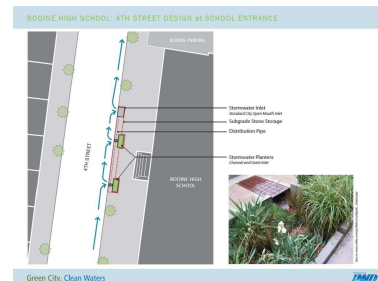 BODINE HIGH SCHOOL: 4TH STREET DESIGN at SCHOOL ENTRANCE
BODINE PARKING
Stormwater Inlet
Standard City Open Mouth Inlet
Subgrade Stone Storage
Distribution Pipe
4TH STREET
Stormwater Planters
Channel and Grate Inlet
BODINE HIGH
SCHOOL
Green City, Clean Waters
PWD